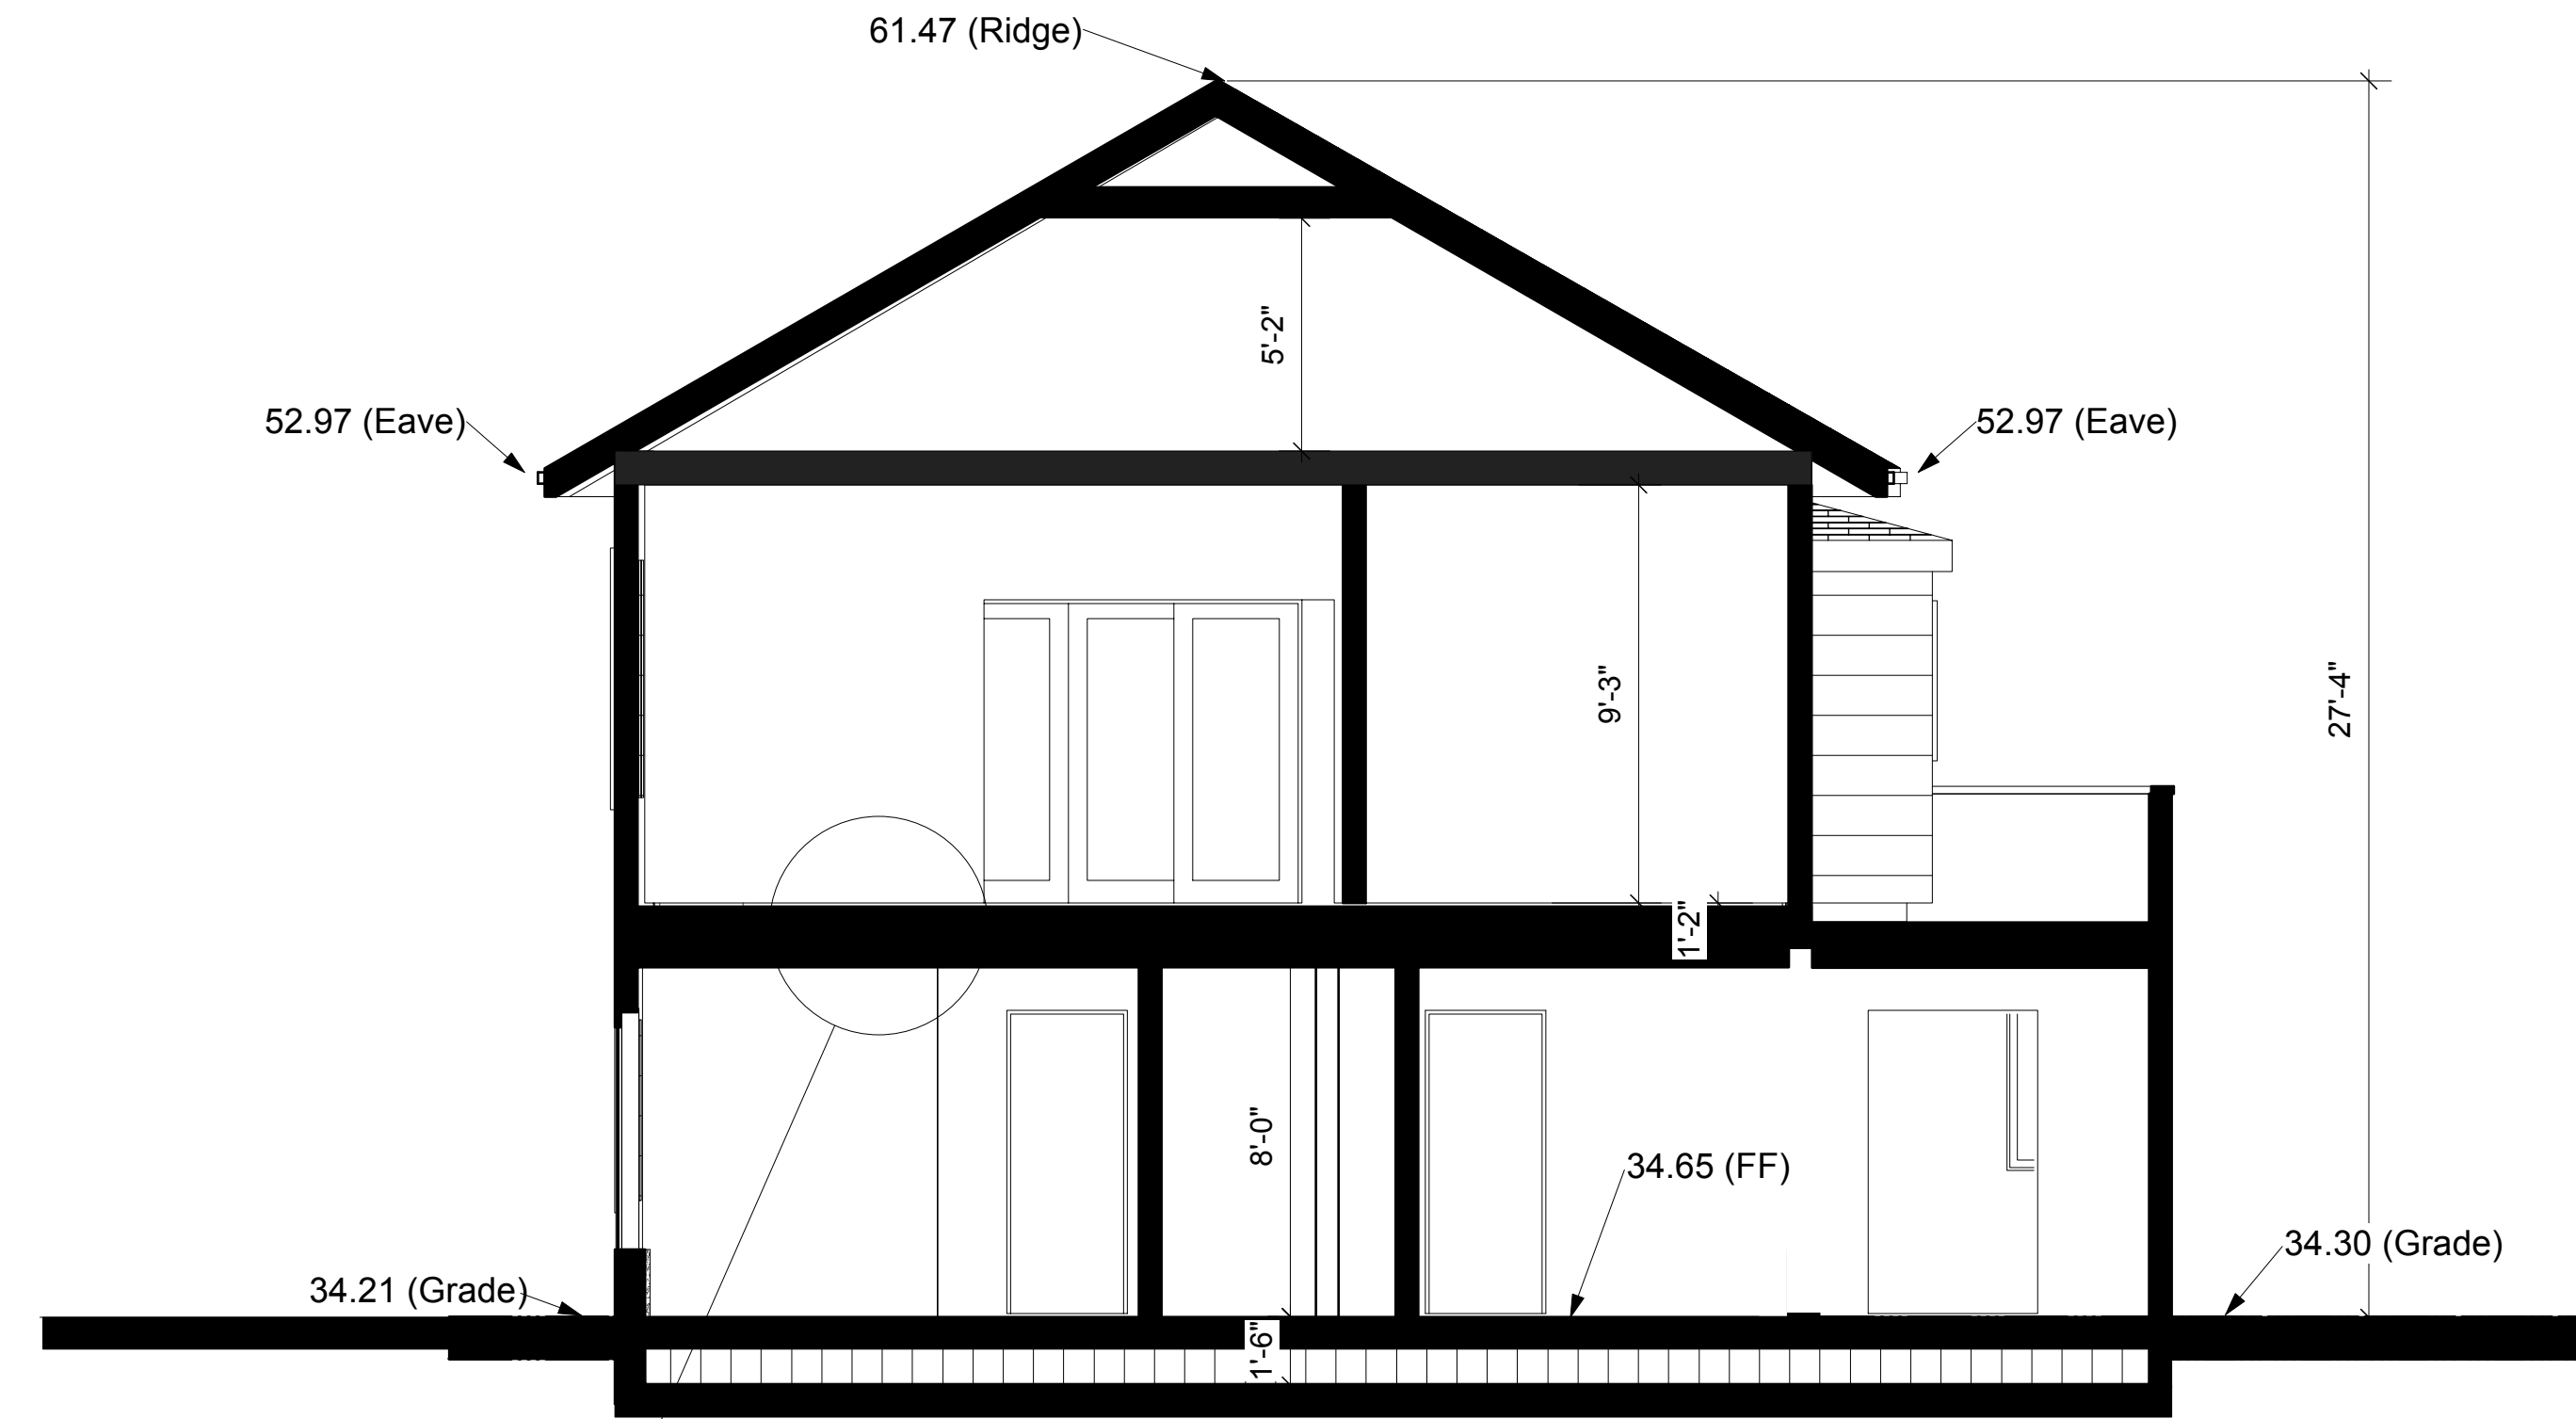 61.47 (Ridge)
5'-2"
52.97 (Eave)
52.97 (Eave)
9'-3"
27'-4"
1'-2"
8'-0"
34.65 (FF)
34.30 (Grade)
34.21 (Grade)
1'-6"